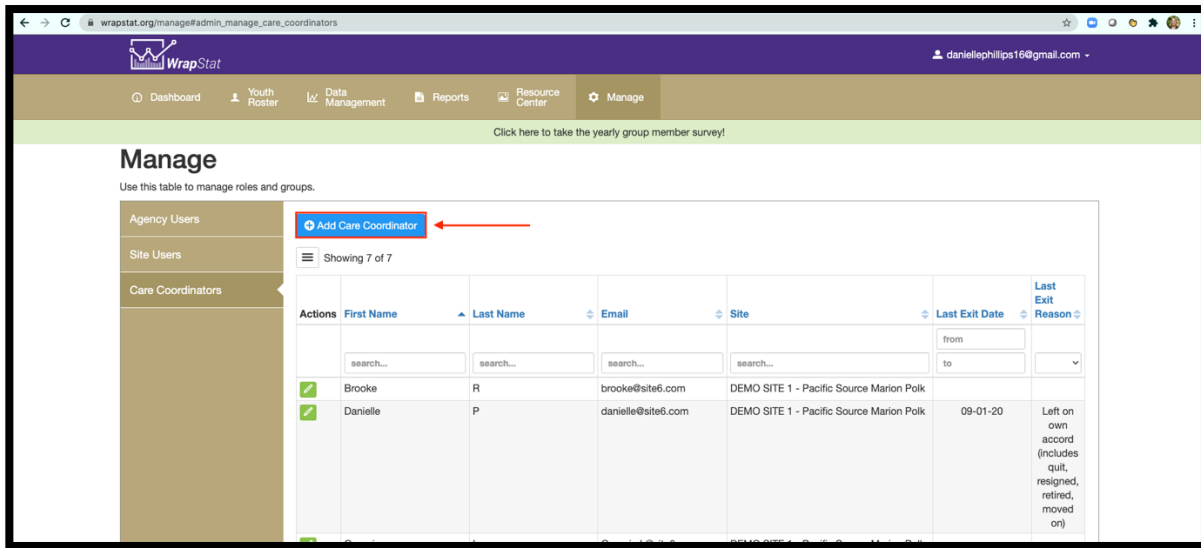 wrapstat.org/manage#admin_manage_care_coordinators
WrapStat
daniellephillips16@gmail.com
Dashboard
Youth
Roster
Data
Management
Reports
Resource
Center
Manage
Click here to take the yearly group member survey!
Manage
Use this table to manage roles and groups.
Agency Users
Site Users
Care Coordinators
Add Care Coordinator
Showing 7 of 7
Actions First Name Last Name Email Site Last Exit Date Last
Exit
Reason
from
search... search... search... search... to
Brooke R brooke@site6.com DEMO SITE 1 - Pacific Source Marion Polk
Danielle P danielle@site6.com DEMO SITE 1 - Pacific Source Marion Polk 09-01-20 Left on
own
accord
(includes
quit,
resigned,
retired,
moved
on)